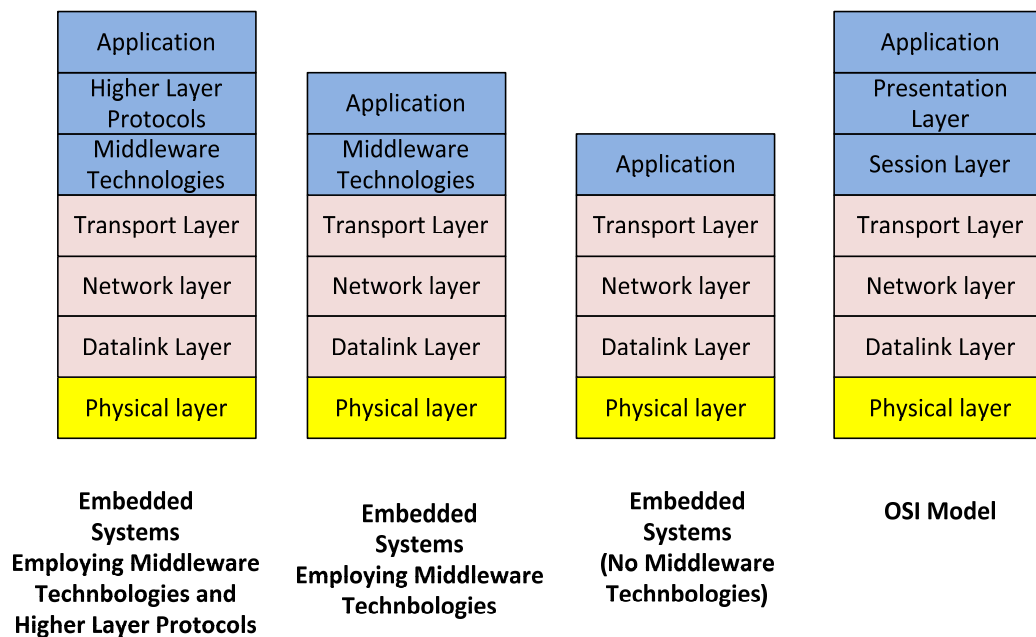 Application
Higher Layer
Protocols
Middleware
Technologies
Transport Layer
Network layer
Datalink Layer
Physical layer
Embedded
Systems
Employing Middleware
Technbologies and
Higher Layer Protocols
Application
Middleware
Technologies
Transport Layer
Network layer
Datalink Layer
Physical layer
Embedded
Systems
Employing Middleware
Technbologies
Application
Transport Layer
Network layer
Datalink Layer
Physical layer
Embedded
Systems
(No Middleware
Technbologies)
Application
Presentation
Layer
Session Layer
Transport Layer
Network layer
Datalink Layer
Physical layer
OSI Model